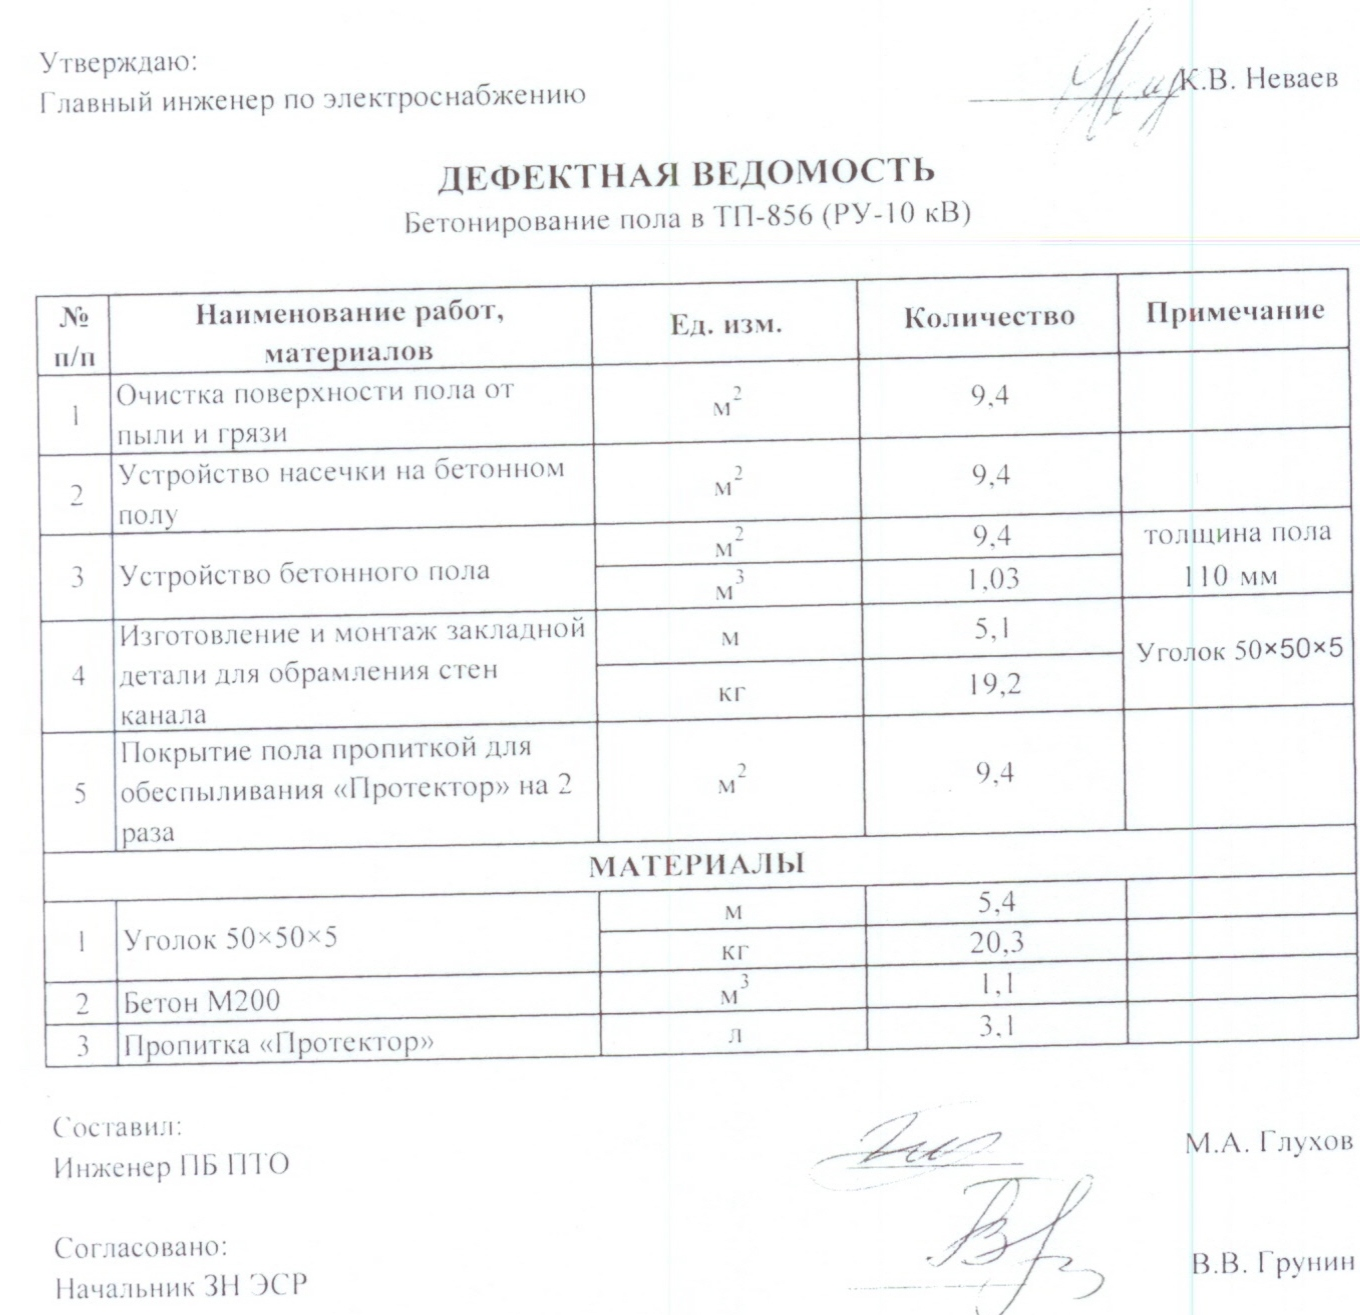 Утверждаю:
Главный инженер по электроснабжению
К.В. Неваев
ДЕФЕКТНАЯ ВЕДОМОСТЬ
Бетонирование пола в ТП-856 (РУ-10 кВ)
№ п/п Наименование работ, материалов Ед. изм. Количество Примечание
1 Очистка поверхности пола от пыли и грязи м² 9,4
2 Устройство насечки на бетонном полу м² 9,4
3 Устройство бетонного пола м² 9,4 толщина пола 110 мм
м³ 1,03
4 Изготовление и монтаж закладной детали для обрамления стен канала м 5,1 Уголок 50×50×5
кг 19,2
5 Покрытие пола пропиткой для обеспыливания «Протектор» на 2 раза м² 9,4
МАТЕРИАЛЫ
1 Уголок 50×50×5 м 5,4
кг 20,3
2 Бетон М200 м³ 1,1
3 Пропитка «Протектор» л 3,1
Составил:
Инженер ПБ ПТО
М.А. Глухов
Согласовано:
Начальник ЗН ЭСР
В.В. Грунин